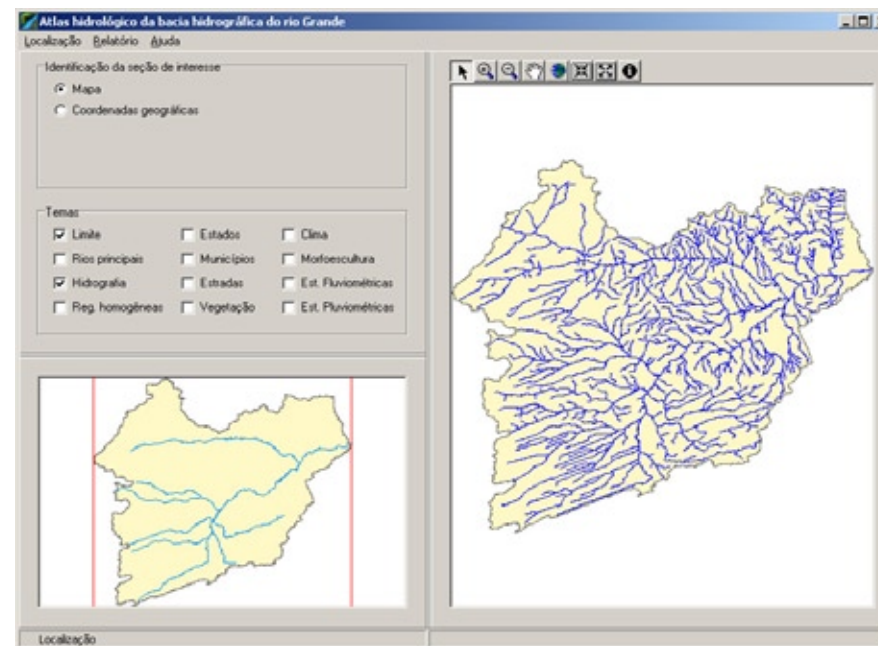 Atlas hidrológico da bacia hidrográfica do rio Grande
Localização Relatório Ajuda
Identificação da seção de interesse
Mapa
Coordenadas geográficas
Temas
Limite Estados Clima
Rios principais Municípios Morfoescultura
Hidrografia Estradas Est. Fluviométricas
Reg. homogêneas Vegetação Est. Pluviométricas
Localização